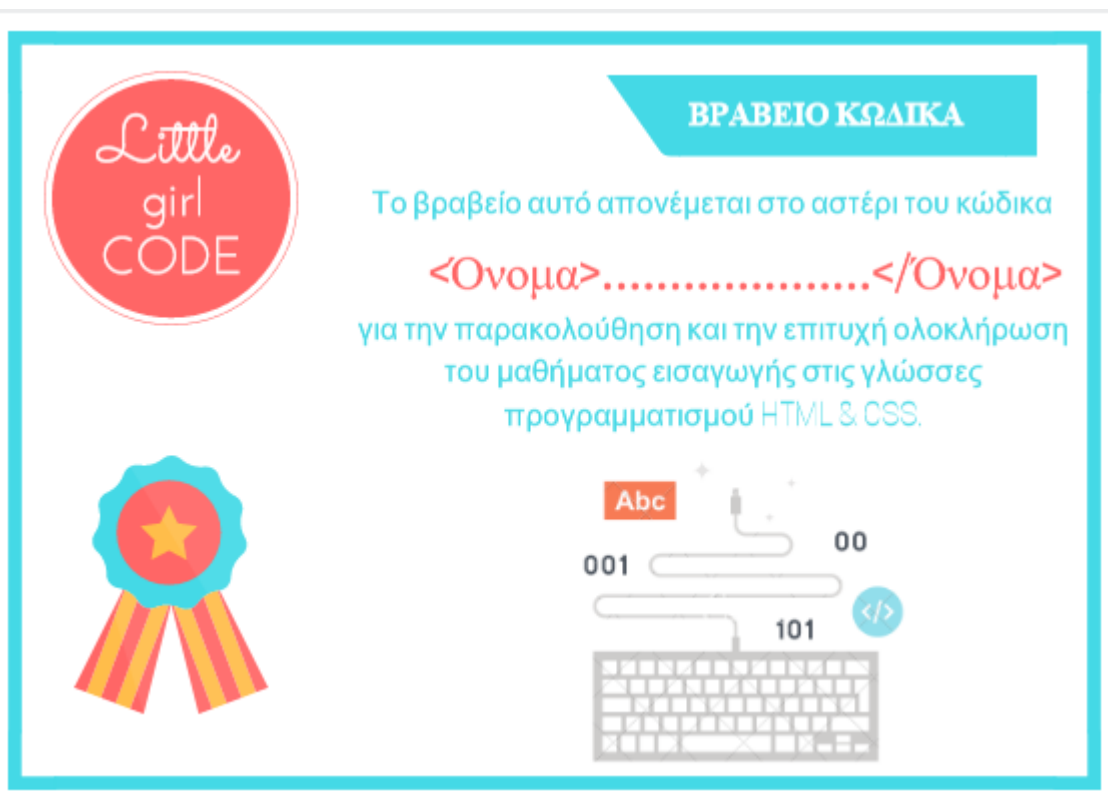 Little
girl
CODE
ΒΡΑΒΕΙΟ ΚΩΔΙΚΑ
Το βραβείο αυτό απονέμεται στο αστέρι του κώδικα
<Όνομα>....................</Όνομα>
για την παρακολούθηση και την επιτυχή ολοκλήρωση
του μαθήματος εισαγωγής στις γλώσσες
προγραμματισμού HTML & CSS.
Abc
00
001
</>
101